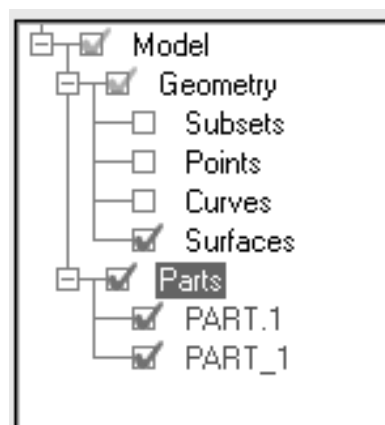 Model
Geometry
Subsets
Points
Curves
Surfaces
Parts
PART.1
PART_1